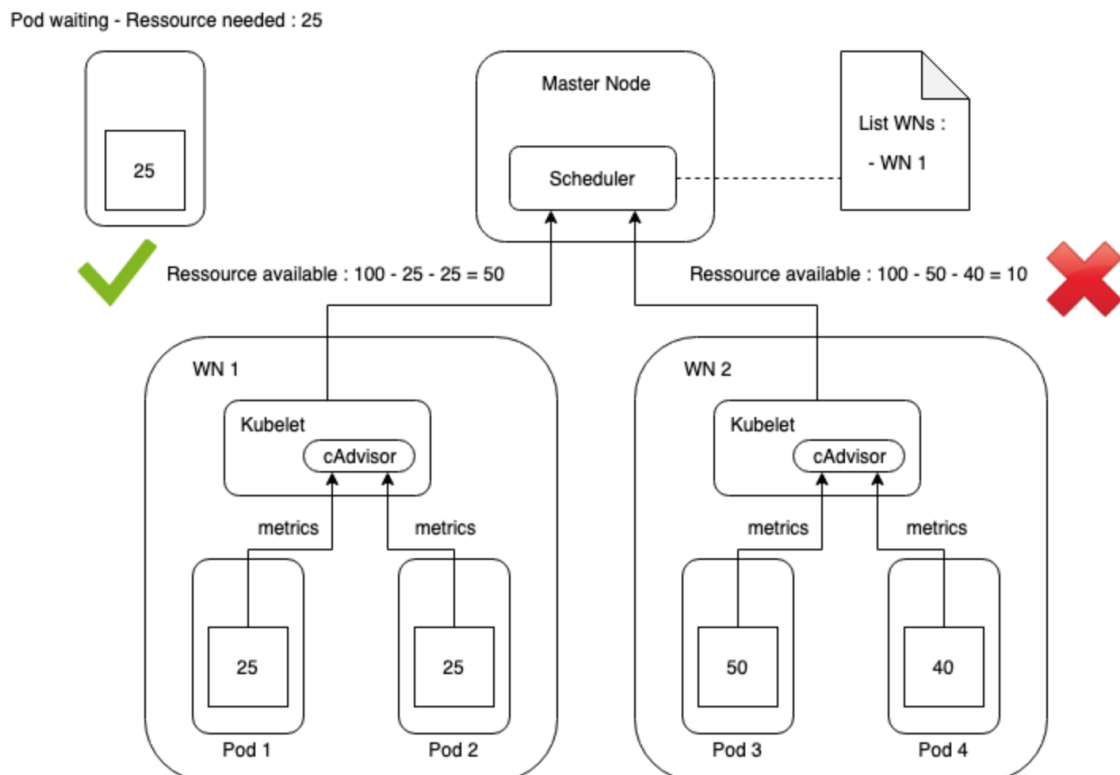 Pod waiting - Ressource needed : 25
Master Node
25
Scheduler
List WNs :
- WN 1
Ressource available : 100 - 25 - 25 = 50
Ressource available : 100 - 50 - 40 = 10
WN 1
Kubelet
cAdvisor
metrics
metrics
25
25
Pod 1
Pod 2
WN 2
Kubelet
cAdvisor
metrics
metrics
50
40
Pod 3
Pod 4